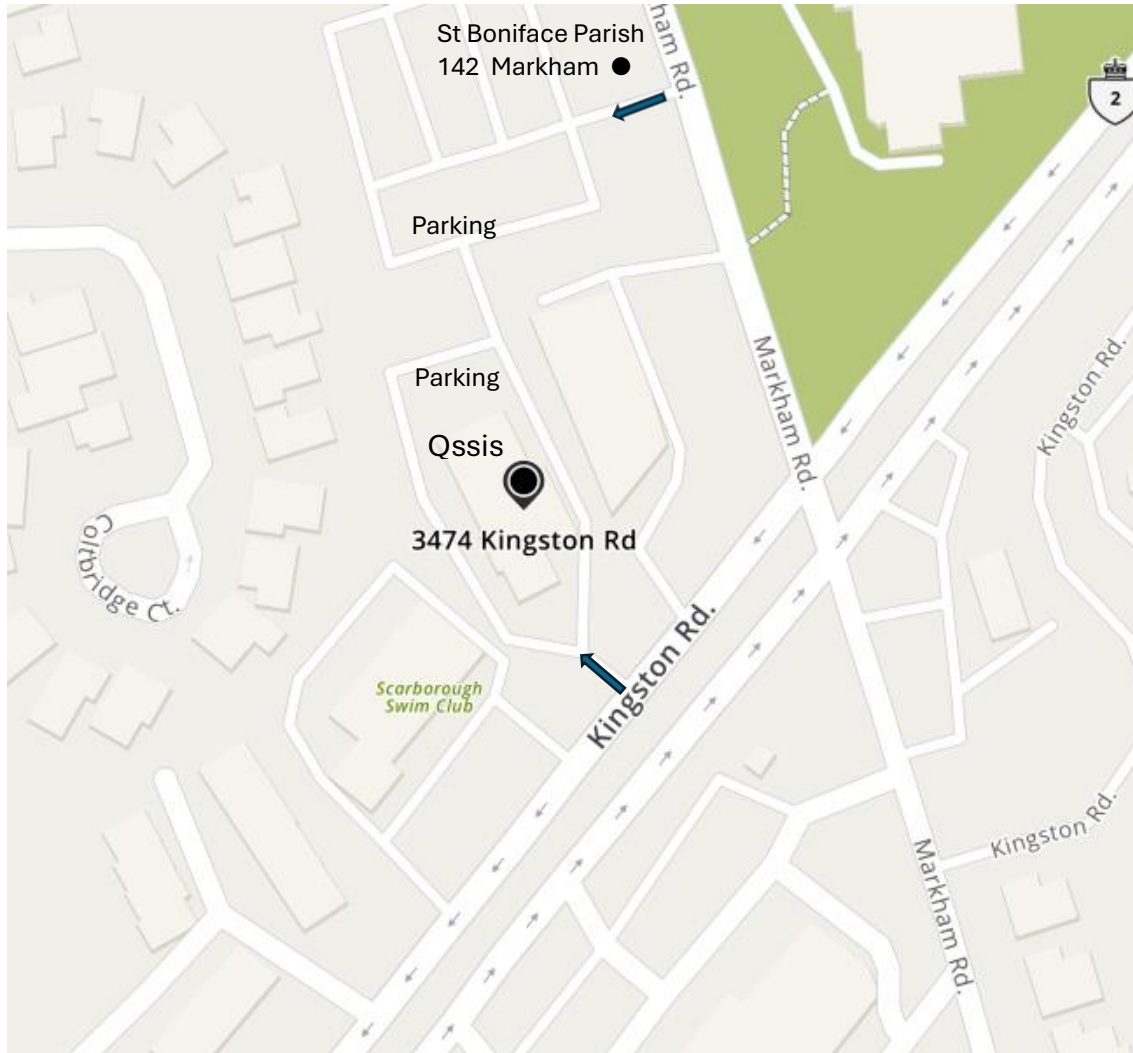 St Boniface Parish
142 Markham
ham Rd.
2
Parking
Markham Rd.
Kingston Rd.
Parking
Qssis
3474 Kingston Rd
Coltbridge Ct.
Kingston Rd.
Scarborough
Swim Club
Kingston Rd.
Markham Rd.